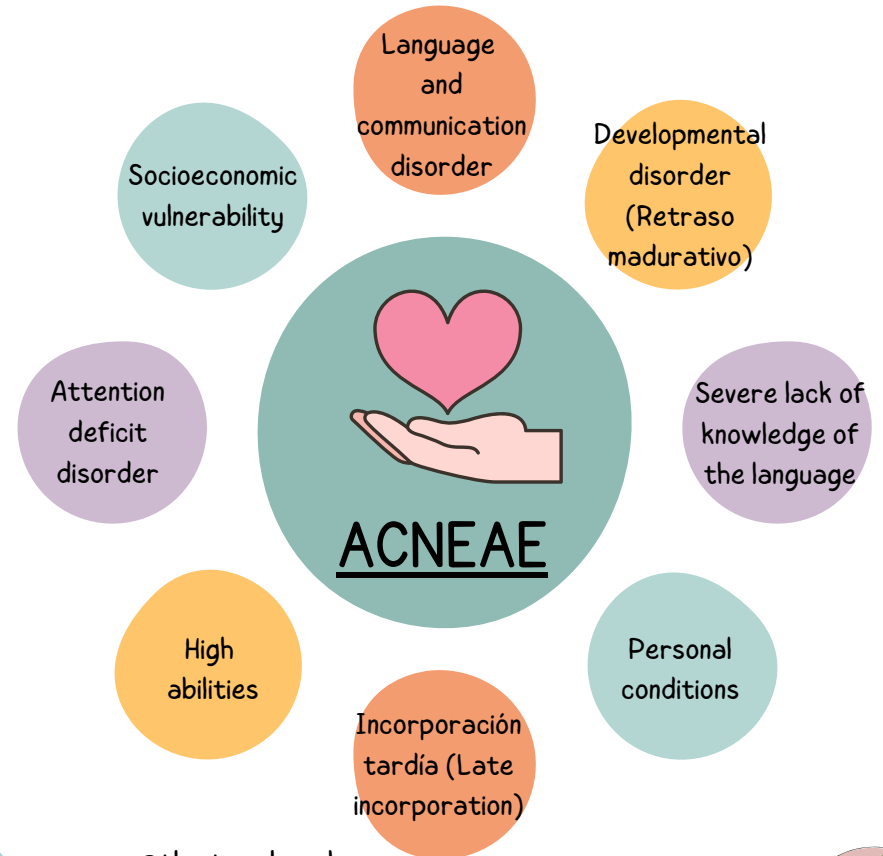 Language
and
communication
disorder
Developmental
disorder
(Retraso
madurativo)
Severe lack of
knowledge of
the language
Personal
conditions
Incorporación
tardía (Late
incorporation)
High
abilities
Attention
deficit
disorder
Socioeconomic
vulnerability
ACNEAE